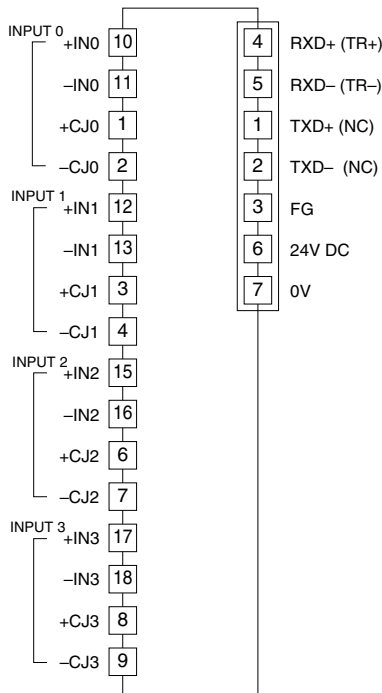 INPUT 0
+IN0 10
–IN0 11
+CJ0 1
–CJ0 2
INPUT 1
+IN1 12
–IN1 13
+CJ1 3
–CJ1 4
INPUT 2
+IN2 15
–IN2 16
+CJ2 6
–CJ2 7
INPUT 3
+IN3 17
–IN3 18
+CJ3 8
–CJ3 9
4 RXD+ (TR+)
5 RXD– (TR–)
1 TXD+ (NC)
2 TXD– (NC)
3 FG
6 24V DC
7 0V